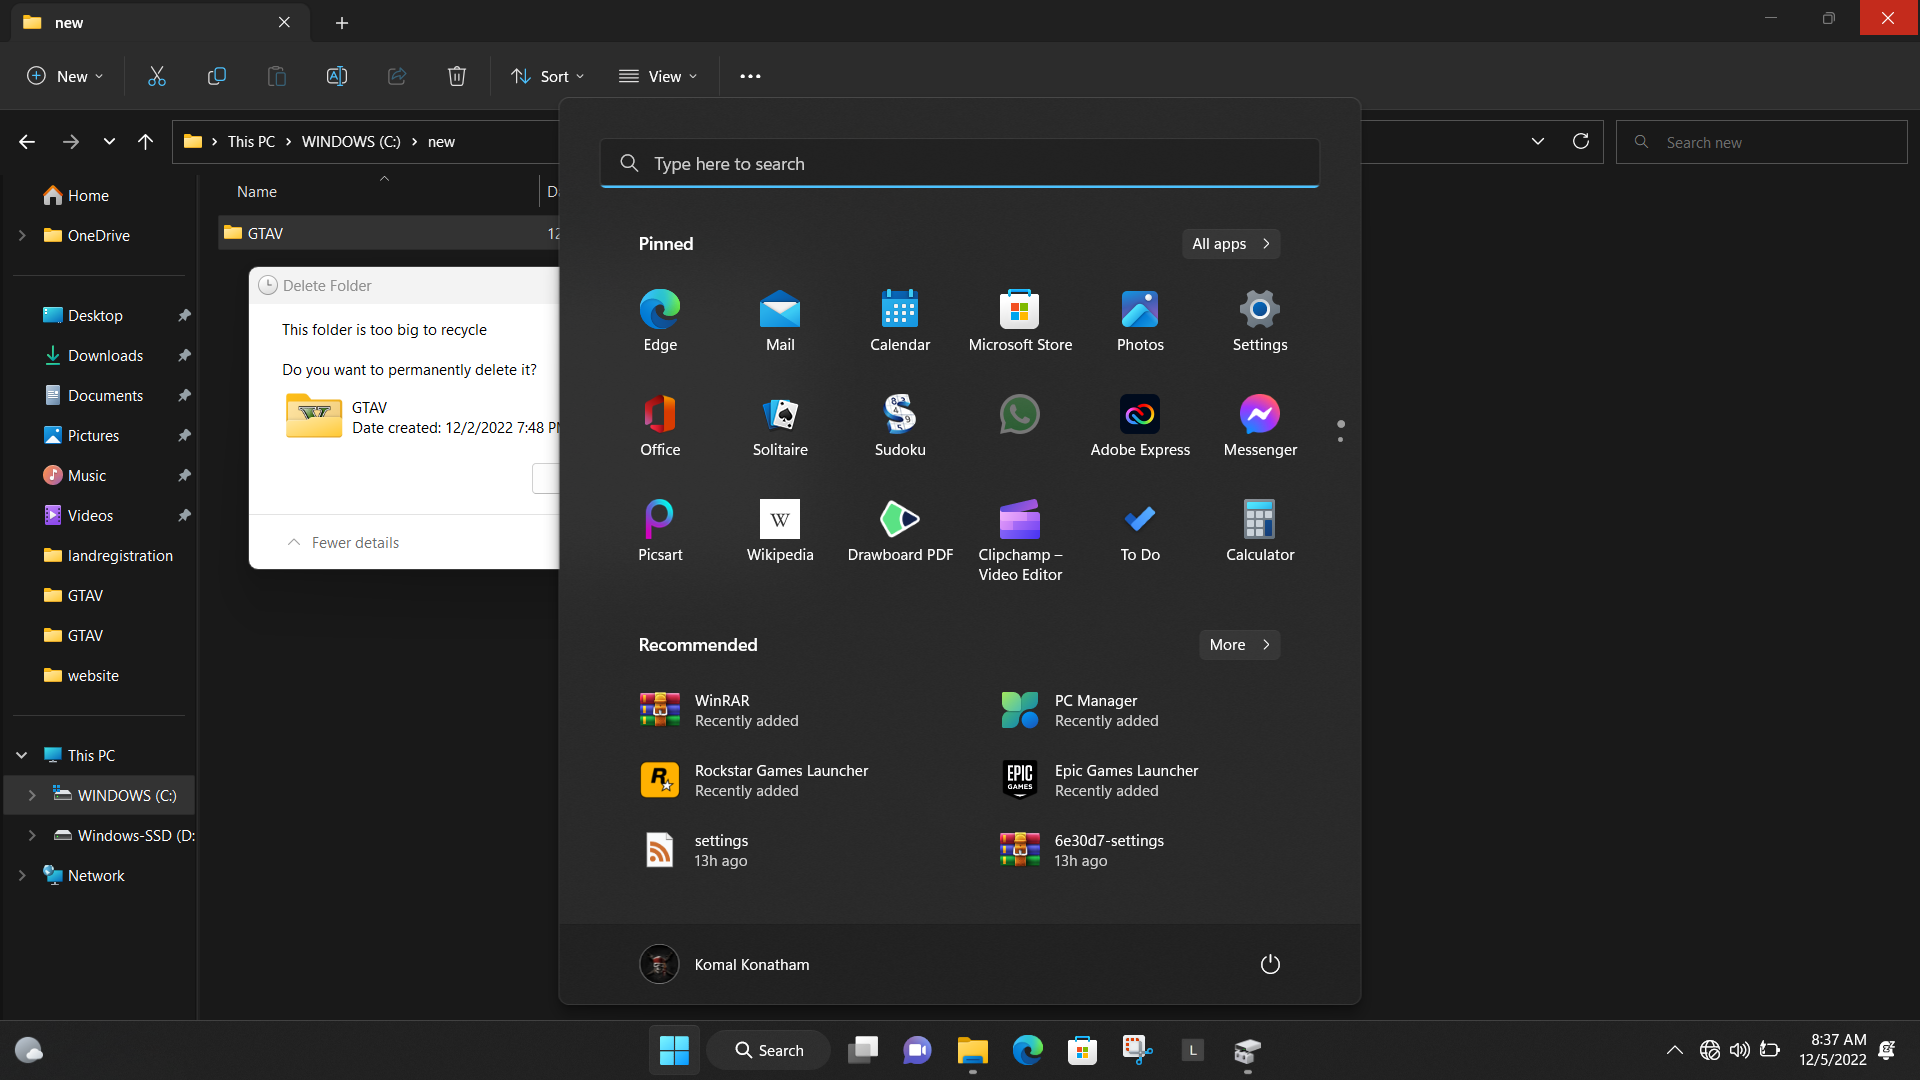 new
New
Sort
View
This PC
WINDOWS (C:)
new
Search new
Home
OneDrive
Desktop
Downloads
Documents
Pictures
Music
Videos
landregistration
GTAV
GTAV
website
This PC
WINDOWS (C:)
Windows-SSD (D:
Network
Name
GTAV
12
Delete Folder
This folder is too big to recycle
Do you want to permanently delete it?
GTAV
Date created: 12/2/2022 7:48 P
Fewer details
Type here to search
Pinned
All apps
Edge
Mail
Calendar
Microsoft Store
Photos
Settings
Office
Solitaire
Sudoku
Adobe Express
Messenger
Picsart
W
Wikipedia
Drawboard PDF
Clipchamp –
Video Editor
To Do
Calculator
Recommended
More
WinRAR
Recently added
PC Manager
Recently added
R
Rockstar Games Launcher
Recently added
EPIC
GAMES
Epic Games Launcher
Recently added
settings
13h ago
6e30d7-settings
13h ago
Komal Konatham
Search
L
8:37 AM
12/5/2022